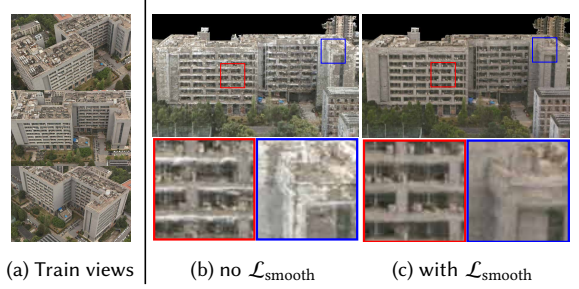 (a) Train views
(b) no ℒsmooth
(c) with ℒsmooth